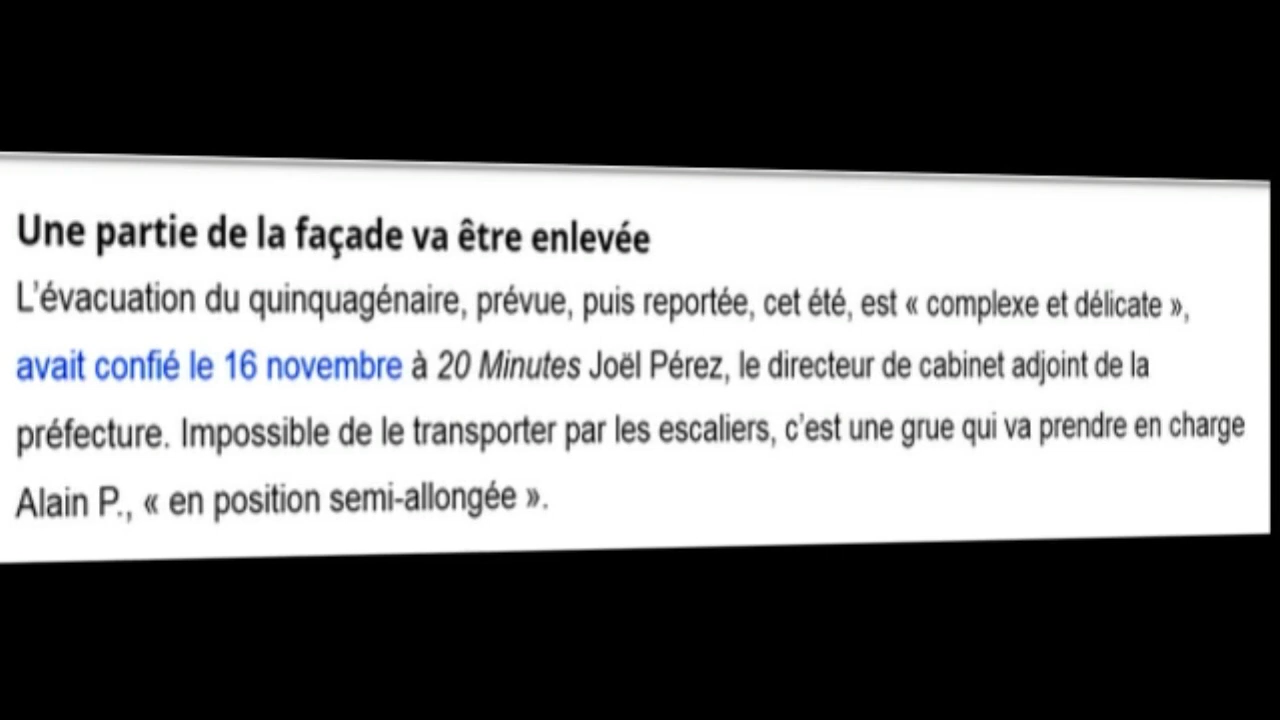 Une partie de la façade va être enlevée
L’évacuation du quinquagénaire, prévue, puis reportée, cet été, est « complexe et délicate »,
avait confié le 16 novembre à 20 Minutes Joël Pérez, le directeur de cabinet adjoint de la
préfecture. Impossible de le transporter par les escaliers, c’est une grue qui va prendre en charge
Alain P., « en position semi-allongée ».